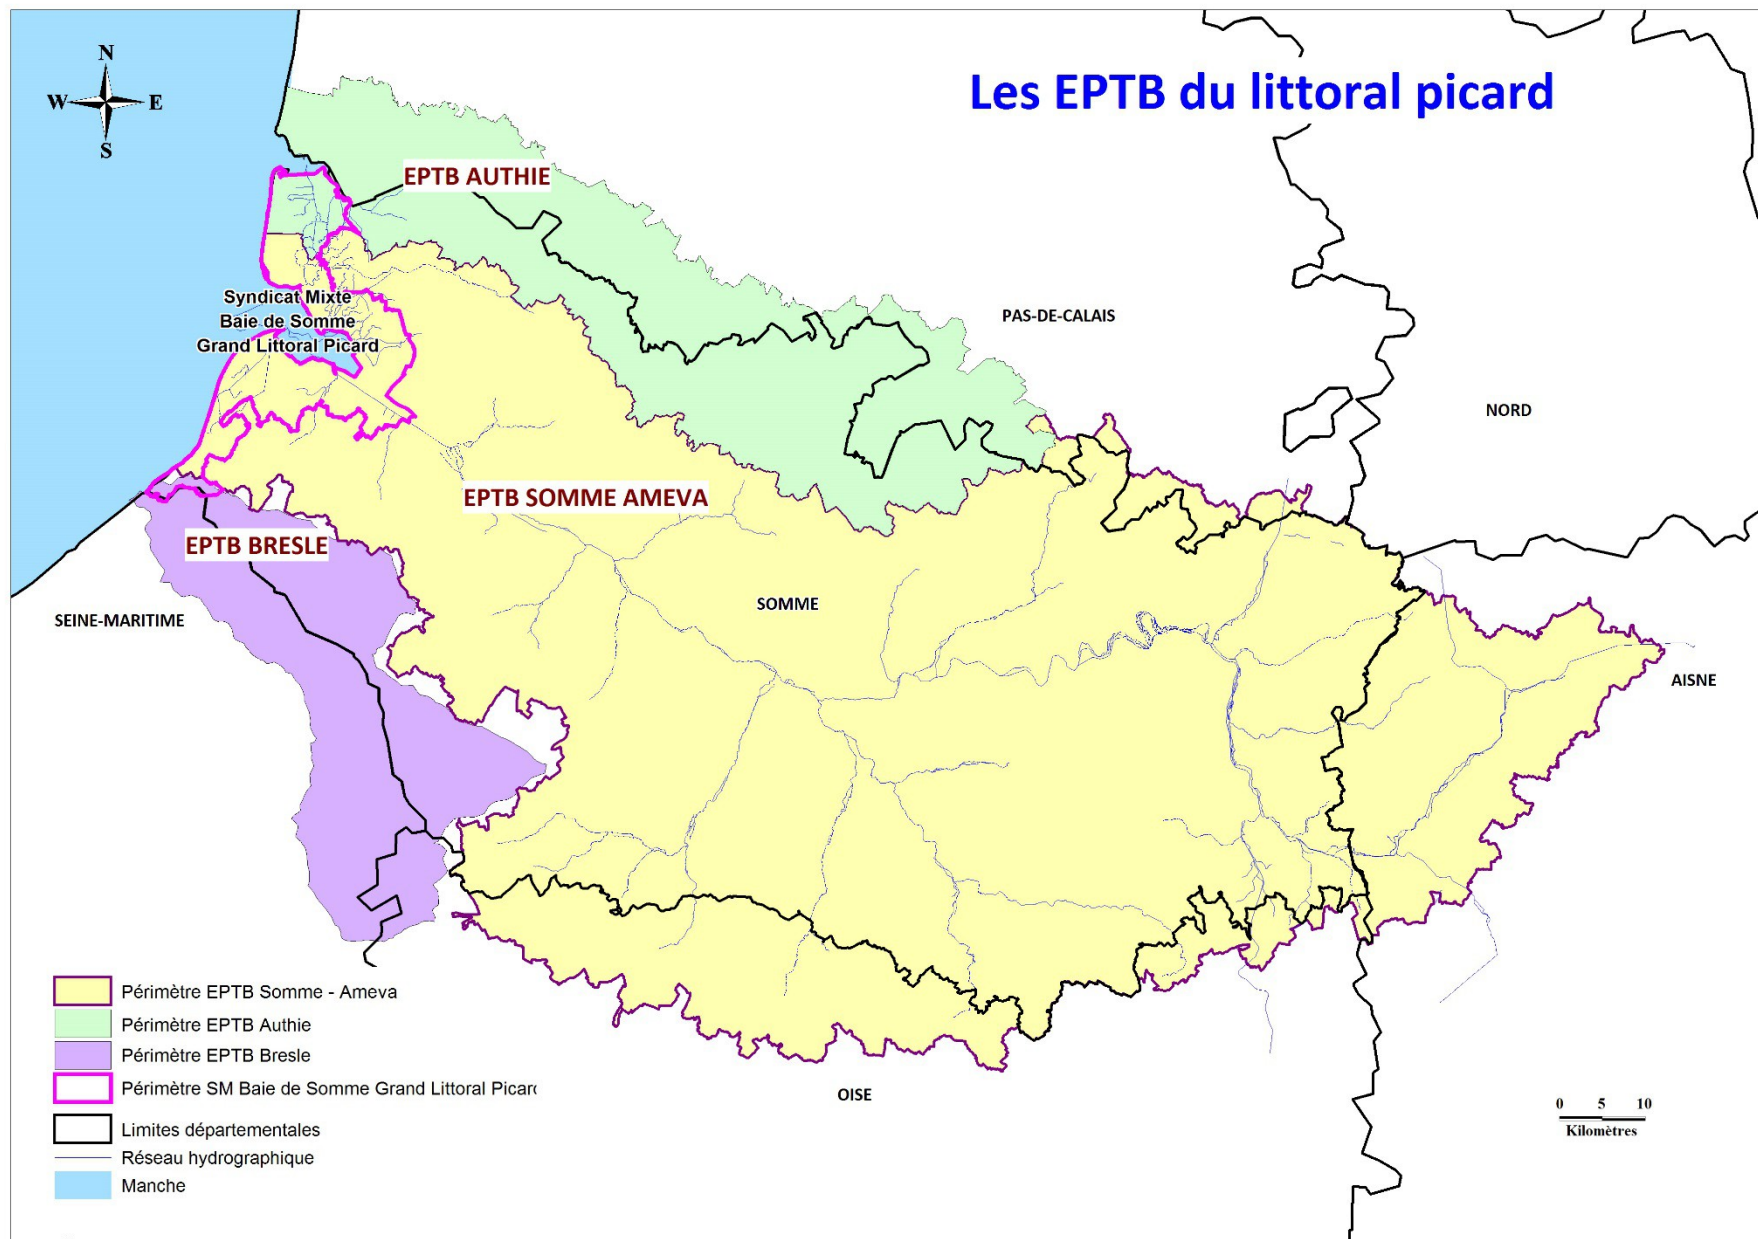 Les EPTB du littoral picard
N
W
E
S
EPTB AUTHIE
Syndicat Mixte
Baie de Somme
Grand Littoral Picard
PAS-DE-CALAIS
NORD
EPTB SOMME AMEVA
EPTB BRESLE
SOMME
SEINE-MARITIME
AISNE
OISE
Périmètre EPTB Somme - Ameva
Périmètre EPTB Authie
Périmètre EPTB Bresle
Périmètre SM Baie de Somme Grand Littoral Picard
Limites départementales
Réseau hydrographique
Manche
0 5 10
Kilomètres